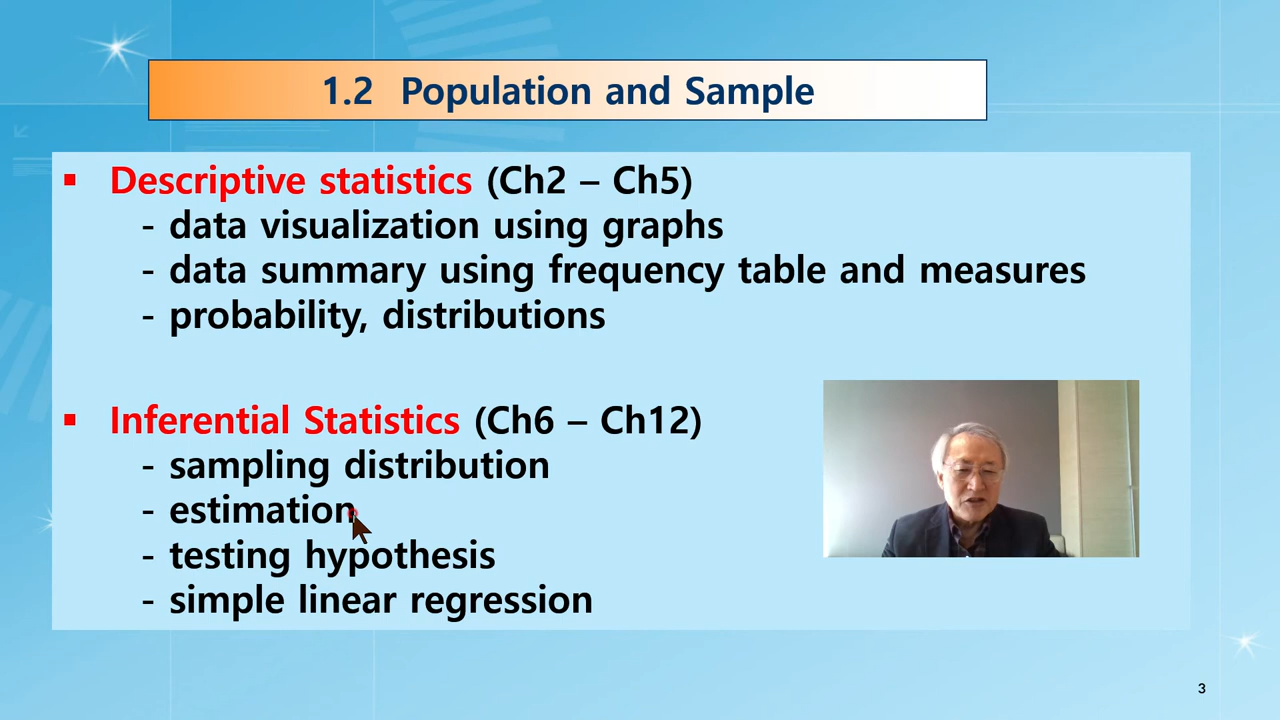 1.2 Population and Sample
▪ Descriptive statistics (Ch2 – Ch5)
- data visualization using graphs
- data summary using frequency table and measures
- probability, distributions
▪ Inferential Statistics (Ch6 – Ch12)
- sampling distribution
- estimation
- testing hypothesis
- simple linear regression
3